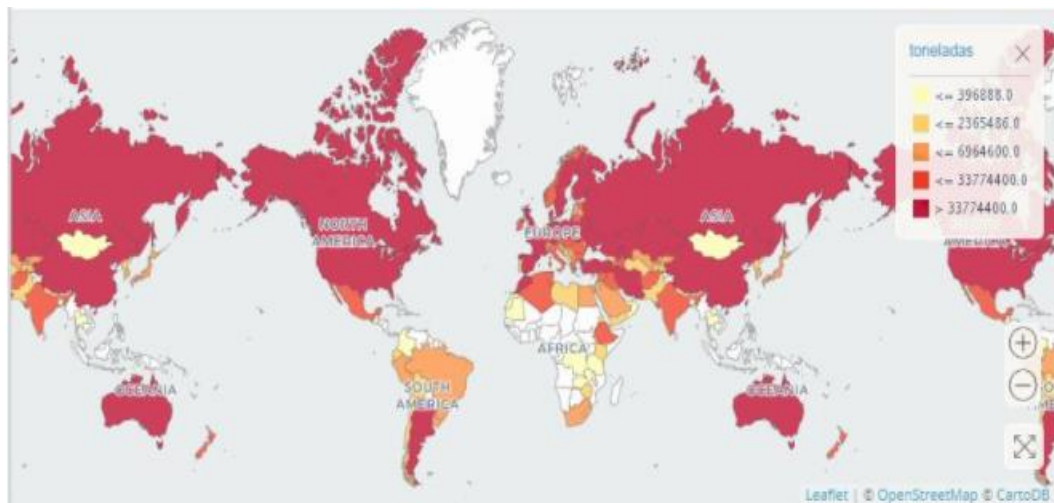 toneladas
<= 396888.0
<= 2365486.0
<= 6964600.0
<= 33774400.0
> 33774400.0
ASIA
NORTH
AMERICA
EUROPE
ASIA
AFRICA
OCEANIA
SOUTH
AMERICA
OCEANIA
Leaflet | © OpenStreetMap © CartoDB